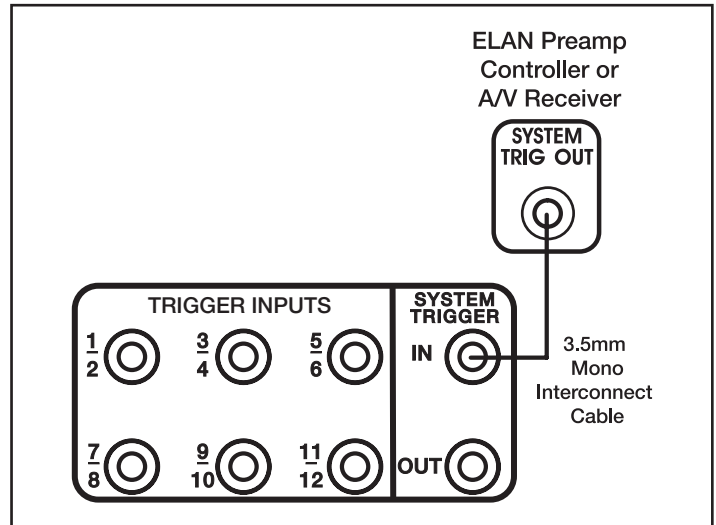 ELAN Preamp
Controller or
A/V Receiver
SYSTEM
TRIG OUT
TRIGGER INPUTS
SYSTEM
TRIGGER
1
2
3
4
5
6
IN
3.5mm
Mono
Interconnect
Cable
7
8
9
10
11
12
OUT